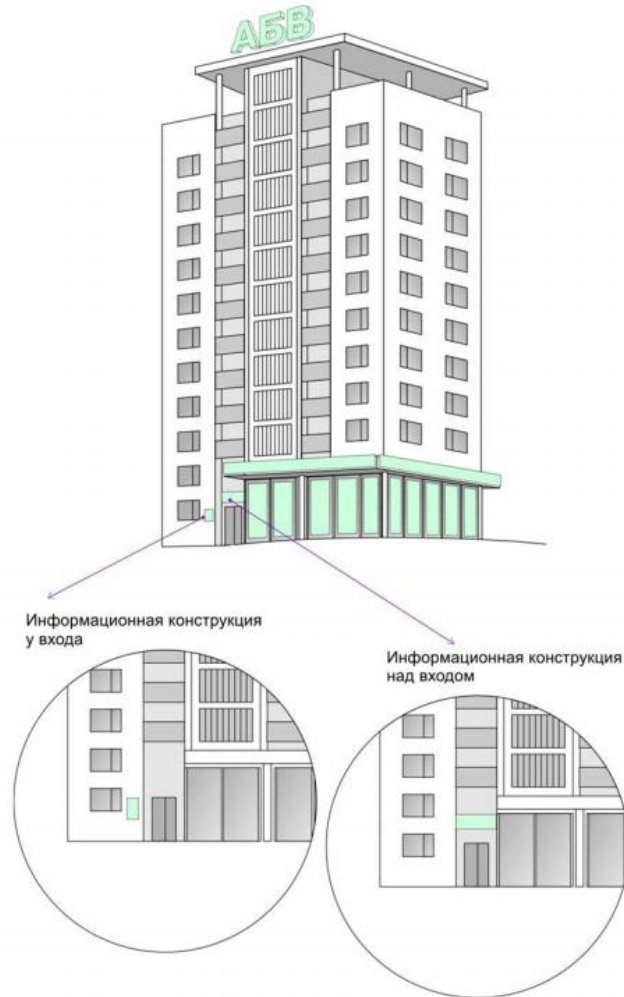 АБВ
Информационная конструкция
у входа
Информационная конструкция
над входом